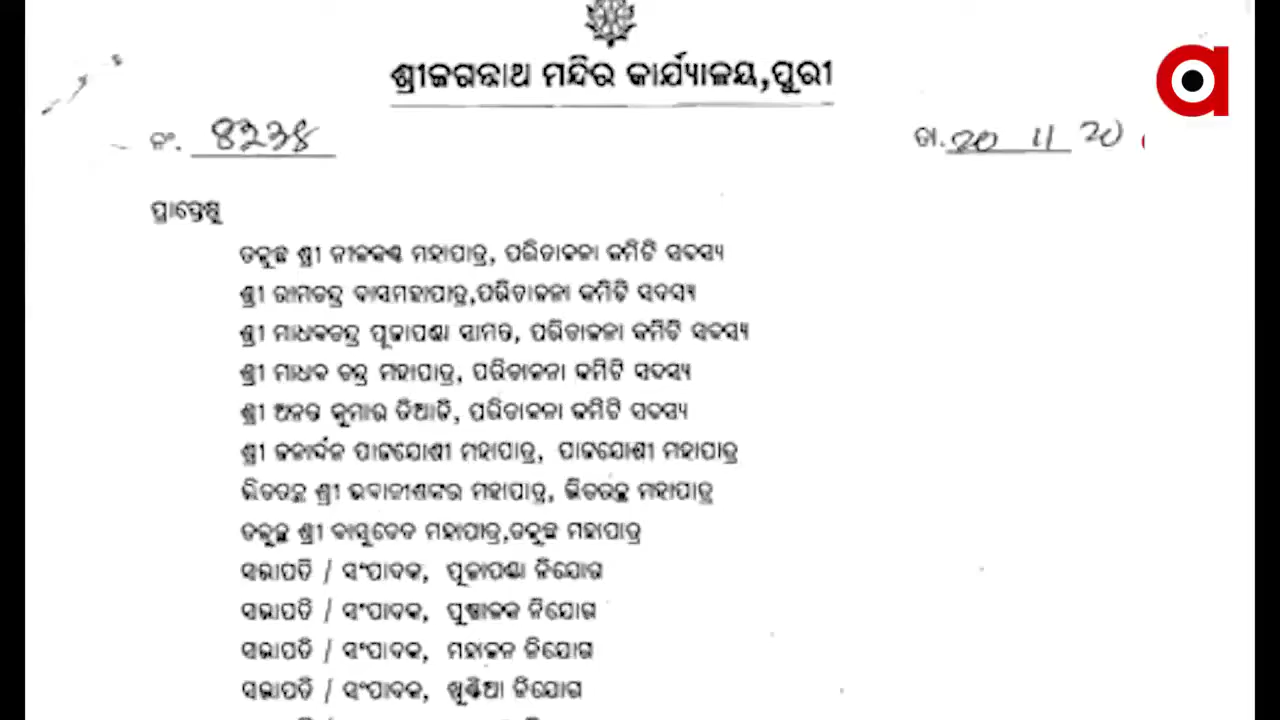 ଶ୍ରୀଜଗନ୍ନାଥ ମନ୍ଦିର କାର୍ଯ୍ୟାଳୟ,ପୁରୀ
ନଂ. ୫୨୩୪ ତା. 20 11 20
ପ୍ରାପ୍ତେଷୁ
ତଳୁଛ ଶ୍ରୀ ନୀଳକଣ୍ଠ ମହାପାତ୍ର, ପରିଚାଳନା କମିଟି ସଦସ୍ୟ
ଶ୍ରୀ ରାମଚନ୍ଦ୍ର ଦାସମହାପାତ୍ର,ପରିଚାଳନା କମିଟି ସଦସ୍ୟ
ଶ୍ରୀ ମାଧବଚନ୍ଦ୍ର ପୂଜାପଣ୍ଡା ସାମନ୍ତ, ପରିଚାଳନା କମିଟି ସଦସ୍ୟ
ଶ୍ରୀ ମାଧବ ଚନ୍ଦ୍ର ମହାପାତ୍ର, ପରିଚାଳନା କମିଟି ସଦସ୍ୟ
ଶ୍ରୀ ଅନନ୍ତ କୁମାର ତିଆଡି, ପରିଚାଳନା କମିଟି ସଦସ୍ୟ
ଶ୍ରୀ ଜନାର୍ଦ୍ଦନ ପାଟଯୋଶୀ ମହାପାତ୍ର, ପାଟଯୋଶୀ ମହାପାତ୍ର
ଭିତରଛ ଶ୍ରୀ ଭବାନୀଶଙ୍କର ମହାପାତ୍ର, ଭିତରଛ ମହାପାତ୍ର
ତଳୁଛ ଶ୍ରୀ ବାସୁଦେବ ମହାପାତ୍ର,ତଳୁଛ ମହାପାତ୍ର
ସଭାପତି / ସଂପାଦକ, ପୂଜାପଣ୍ଡା ନିଯୋଗ
ସଭାପତି / ସଂପାଦକ, ପୁଷ୍ପାଳକ ନିଯୋଗ
ସଭାପତି / ସଂପାଦକ, ମହାଜନ ନିଯୋଗ
ସଭାପତି / ସଂପାଦକ, ଖୁଣ୍ଟିଆ ନିଯୋଗ